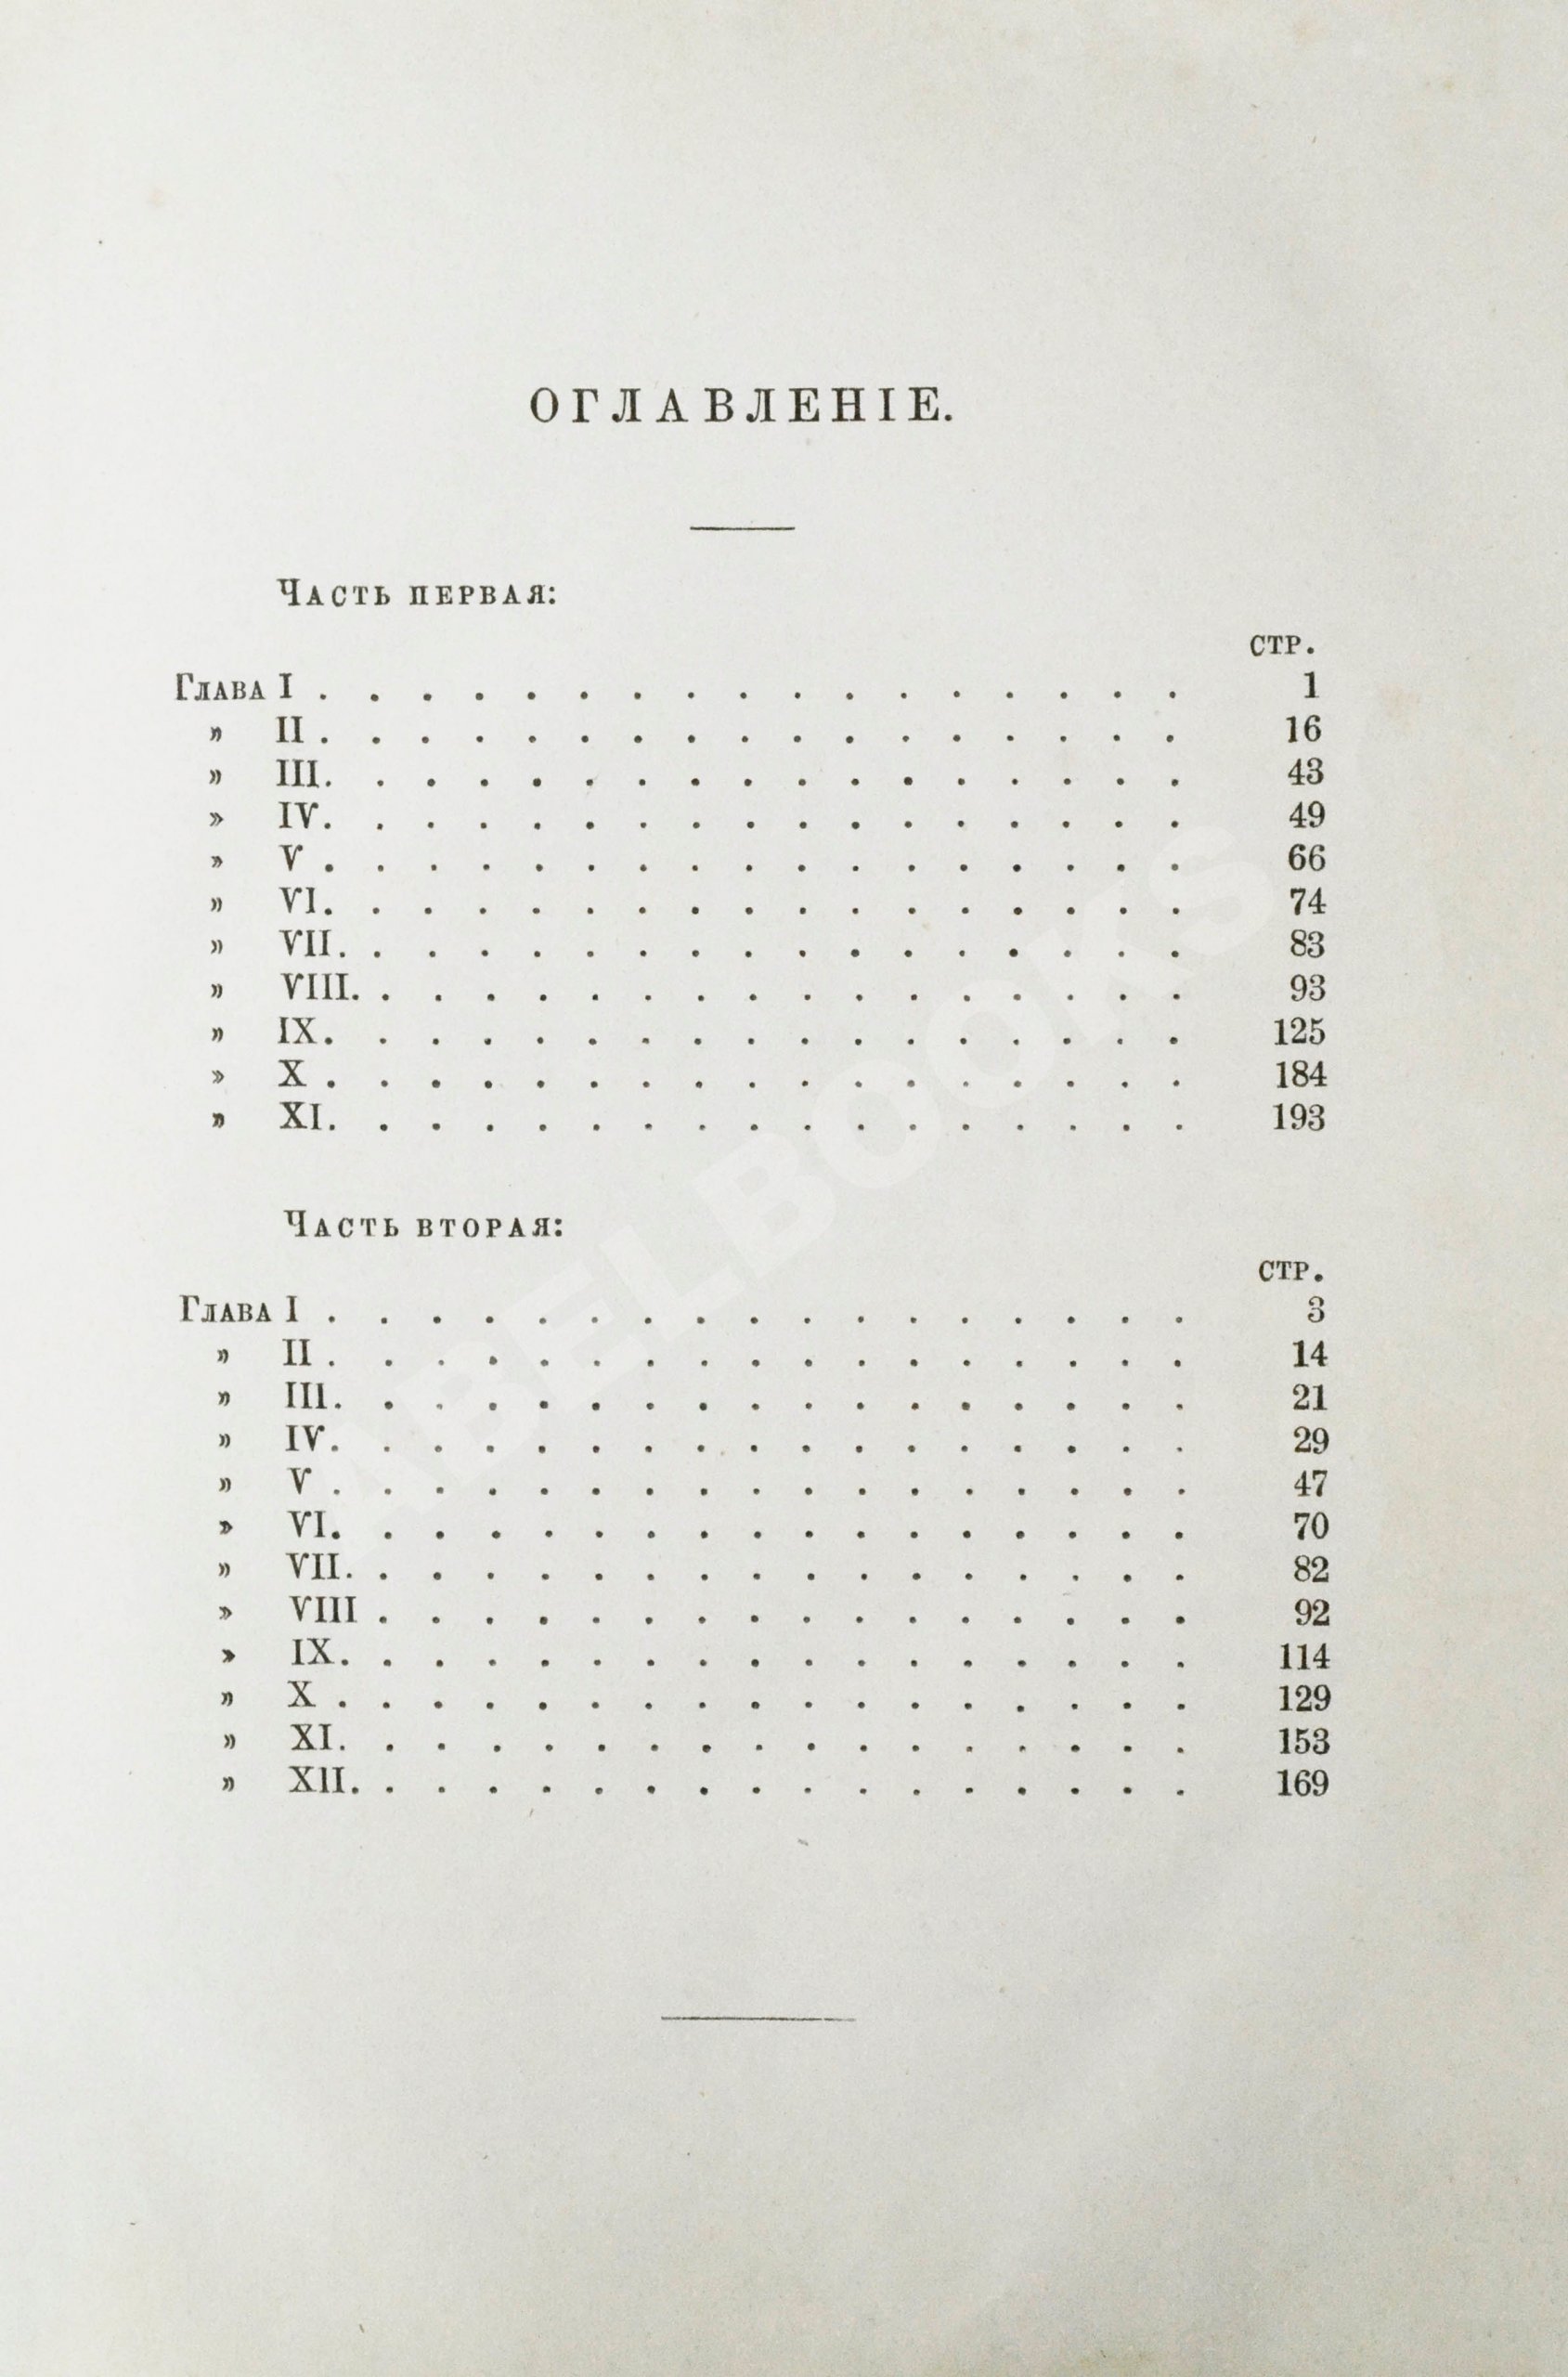 ОГЛАВЛЕНІЕ.
Часть первая:
стр.
Глава I . . . . . . . . . . . . . . . . . 1
» II . . . . . . . . . . . . . . . . . 16
» III. . . . . . . . . . . . . . . . . 43
» IV. . . . . . . . . . . . . . . . . 49
» V . . . . . . . . . . . . . . . . . 66
» VI. . . . . . . . . . . . . . . . . 74
» VII. . . . . . . . . . . . . . . . . 83
» VIII. . . . . . . . . . . . . . . . . 93
» IX. . . . . . . . . . . . . . . . . 125
» X . . . . . . . . . . . . . . . . . 184
» XI. . . . . . . . . . . . . . . . . 193
Часть вторая:
стр.
Глава I . . . . . . . . . . . . . . . . . 3
» II . . . . . . . . . . . . . . . . . 14
» III. . . . . . . . . . . . . . . . . 21
» IV. . . . . . . . . . . . . . . . . 29
» V . . . . . . . . . . . . . . . . . 47
» VI. . . . . . . . . . . . . . . . . 70
» VII. . . . . . . . . . . . . . . . . 82
» VIII . . . . . . . . . . . . . . . . 92
» IX. . . . . . . . . . . . . . . . . 114
» X . . . . . . . . . . . . . . . . . 129
» XI. . . . . . . . . . . . . . . . . 153
» XII. . . . . . . . . . . . . . . . . 169
ABELBOOKS